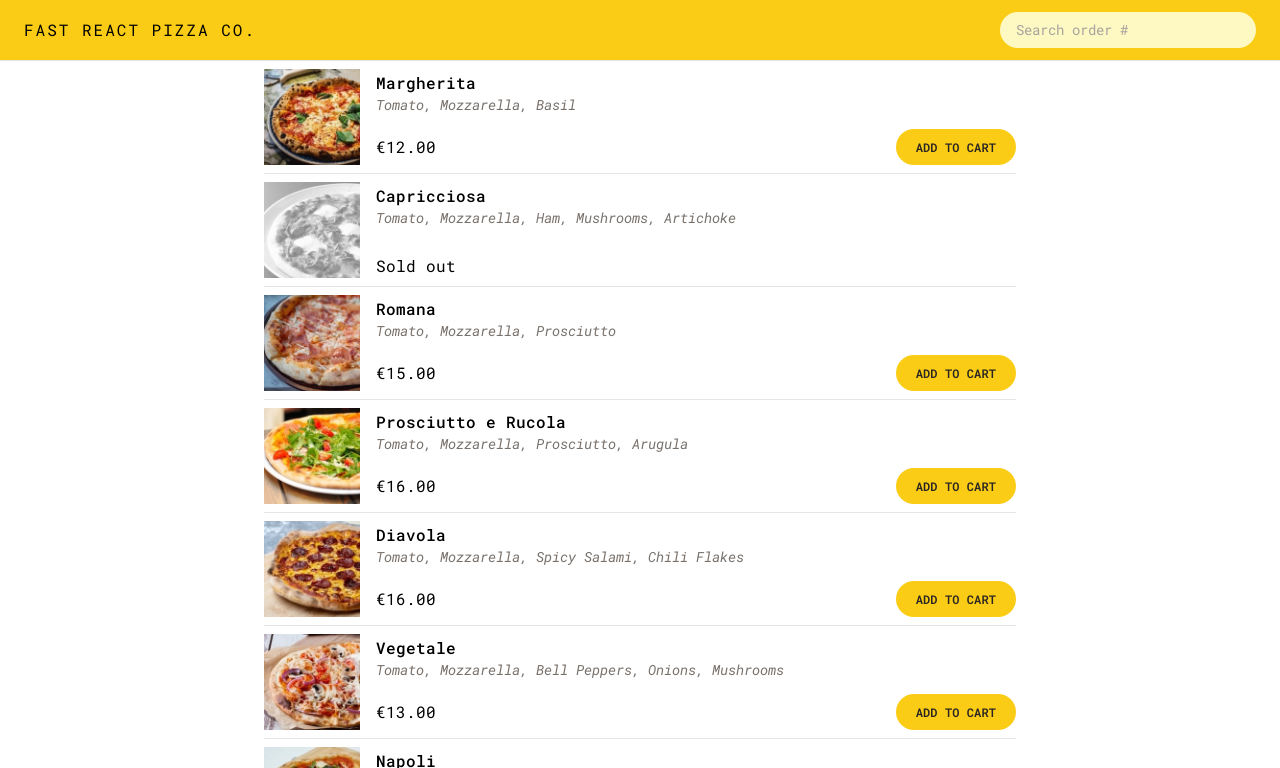 FAST REACT PIZZA CO.
Search order #
Margherita
Tomato, Mozzarella, Basil
€12.00
ADD TO CART
Capricciosa
Tomato, Mozzarella, Ham, Mushrooms, Artichoke
Sold out
Romana
Tomato, Mozzarella, Prosciutto
€15.00
ADD TO CART
Prosciutto e Rucola
Tomato, Mozzarella, Prosciutto, Arugula
€16.00
ADD TO CART
Diavola
Tomato, Mozzarella, Spicy Salami, Chili Flakes
€16.00
ADD TO CART
Vegetale
Tomato, Mozzarella, Bell Peppers, Onions, Mushrooms
€13.00
ADD TO CART
Napoli